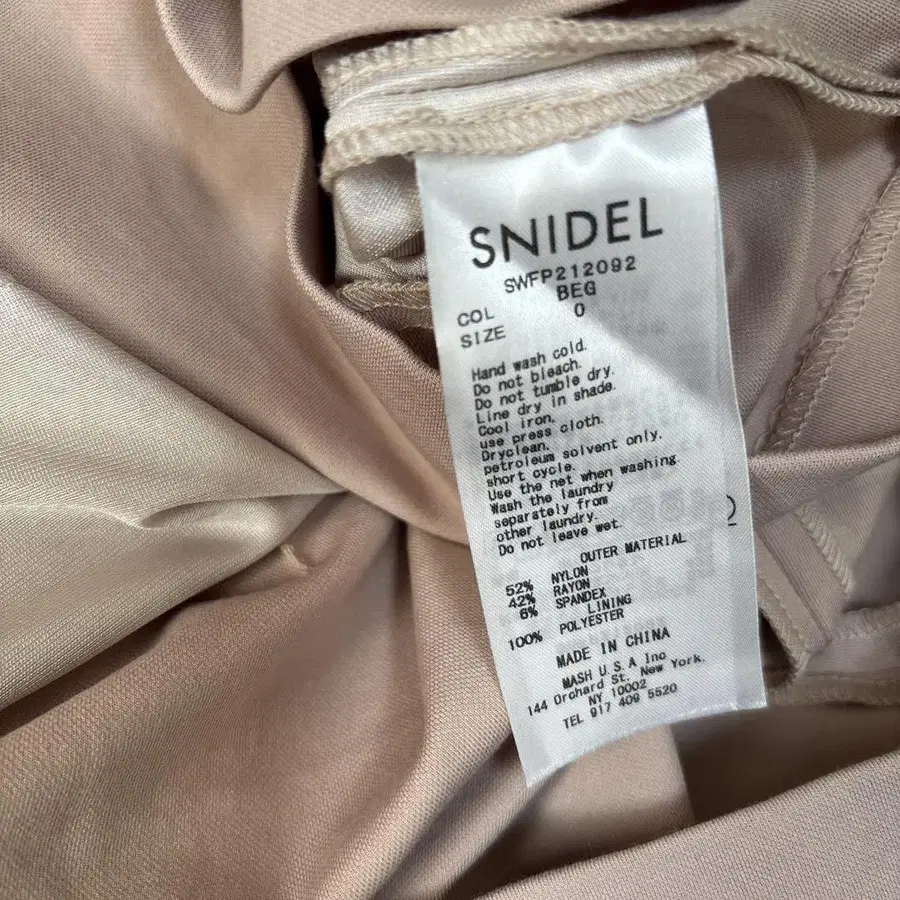 SNIDEL
SWFP212092
COL BEG
SIZE 0
Hand wash cold.
Do not bleach.
Do not tumble dry.
Line dry in shade.
Cool iron.
use press cloth.
Dryclean.
petroleum solvent only.
short cycle.
Use the net when washing
Wash the laundry
separately from
other laundry.
Do not leave wet.
OUTER MATERIAL
52% NYLON
42% RAYON
6% SPANDEX
LINING
100% POLYESTER
MADE IN CHINA
MASH U.S.A Inc
144 Orchard St. New York.
NY 10002
TEL 917 409 5520